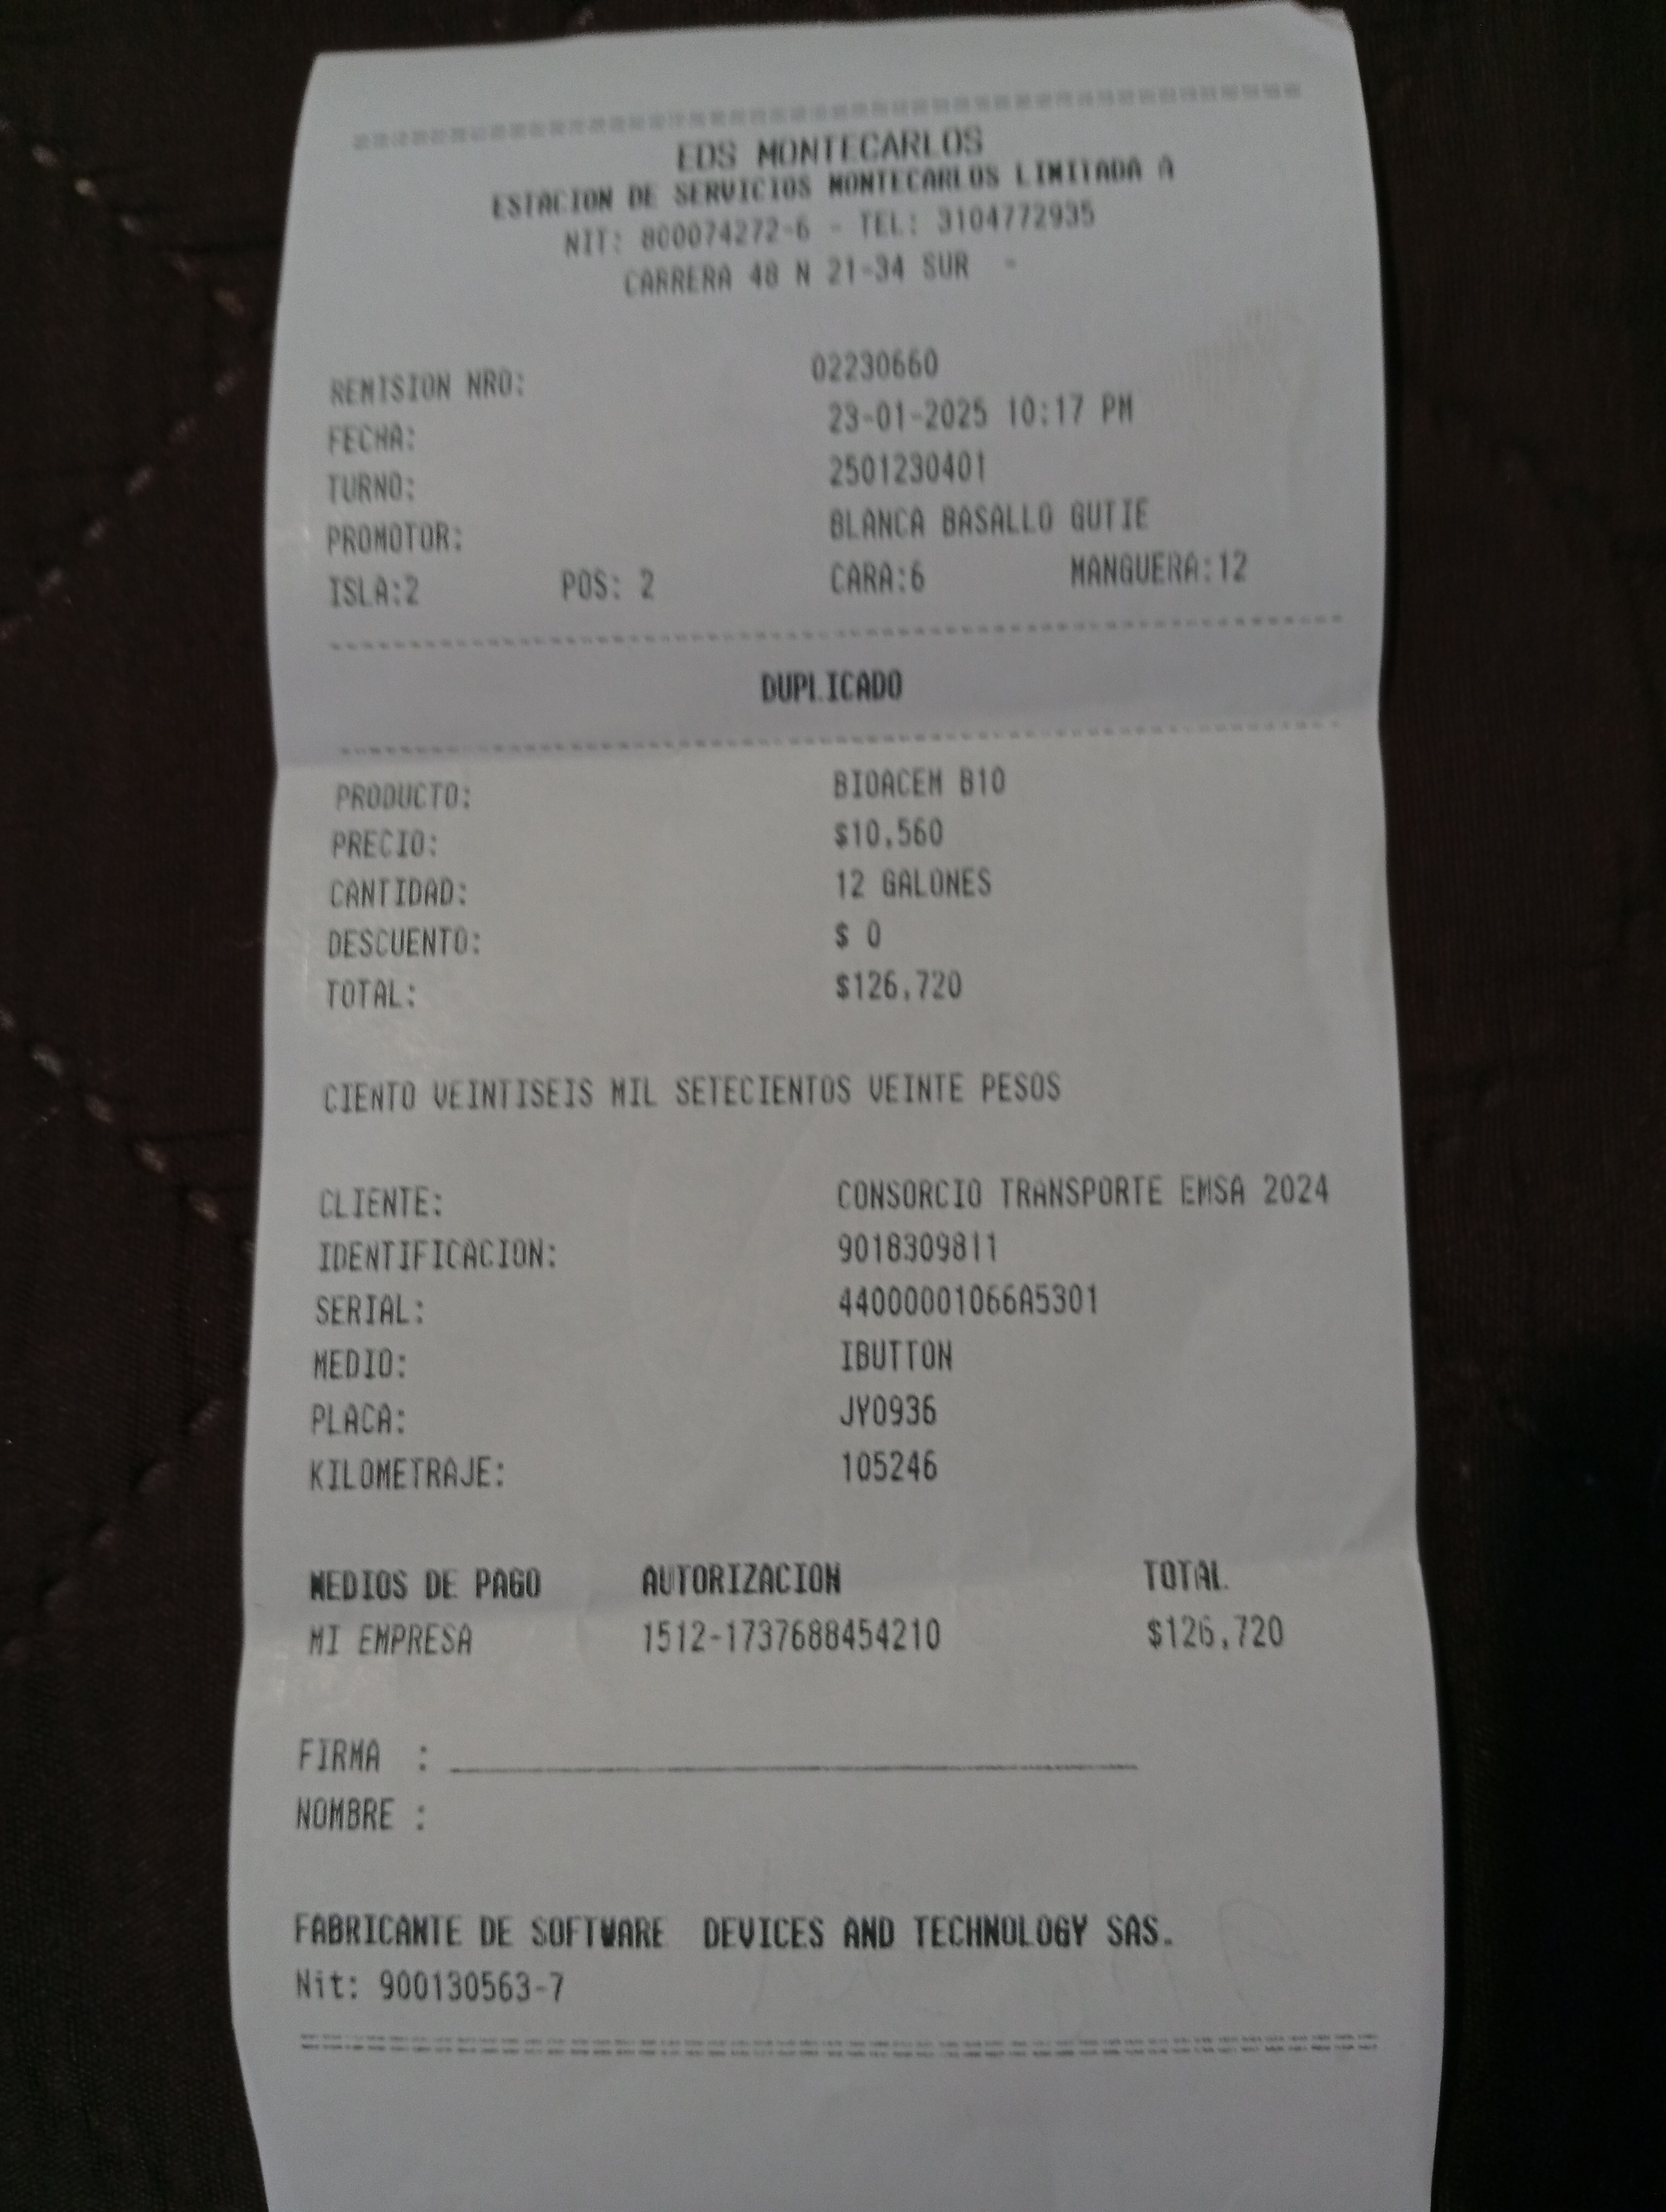 EDS MONTECARLOS
ESTACION DE SERVICIOS MONTECARLOS LIMITADA A
NIT: 800074272-6 - TEL: 3104772935
CARRERA 48 N 21-34 SUR -
REMISION NRO: 02230660
FECHA: 23-01-2025 10:17 PM
TURNO: 2501230401
PROMOTOR: BLANCA BASALLO GUTIE
ISLA:2 POS: 2 CARA:6 MANGUERA:12
DUPLICADO
PRODUCTO: BIOACEM B10
PRECIO: $10,560
CANTIDAD: 12 GALONES
DESCUENTO: $ 0
TOTAL: $126,720
CIENTO VEINTISEIS MIL SETECIENTOS VEINTE PESOS
CLIENTE: CONSORCIO TRANSPORTE EMSA 2024
IDENTIFICACION: 9018309811
SERIAL: 44000001066A5301
MEDIO: IBUTTON
PLACA: JYO936
KILOMETRAJE: 105246
MEDIOS DE PAGO AUTORIZACION TOTAL
MI EMPRESA 1512-1737688454210 $126,720
FIRMA :
NOMBRE :
FABRICANTE DE SOFTWARE DEVICES AND TECHNOLOGY SAS.
Nit: 900130563-7